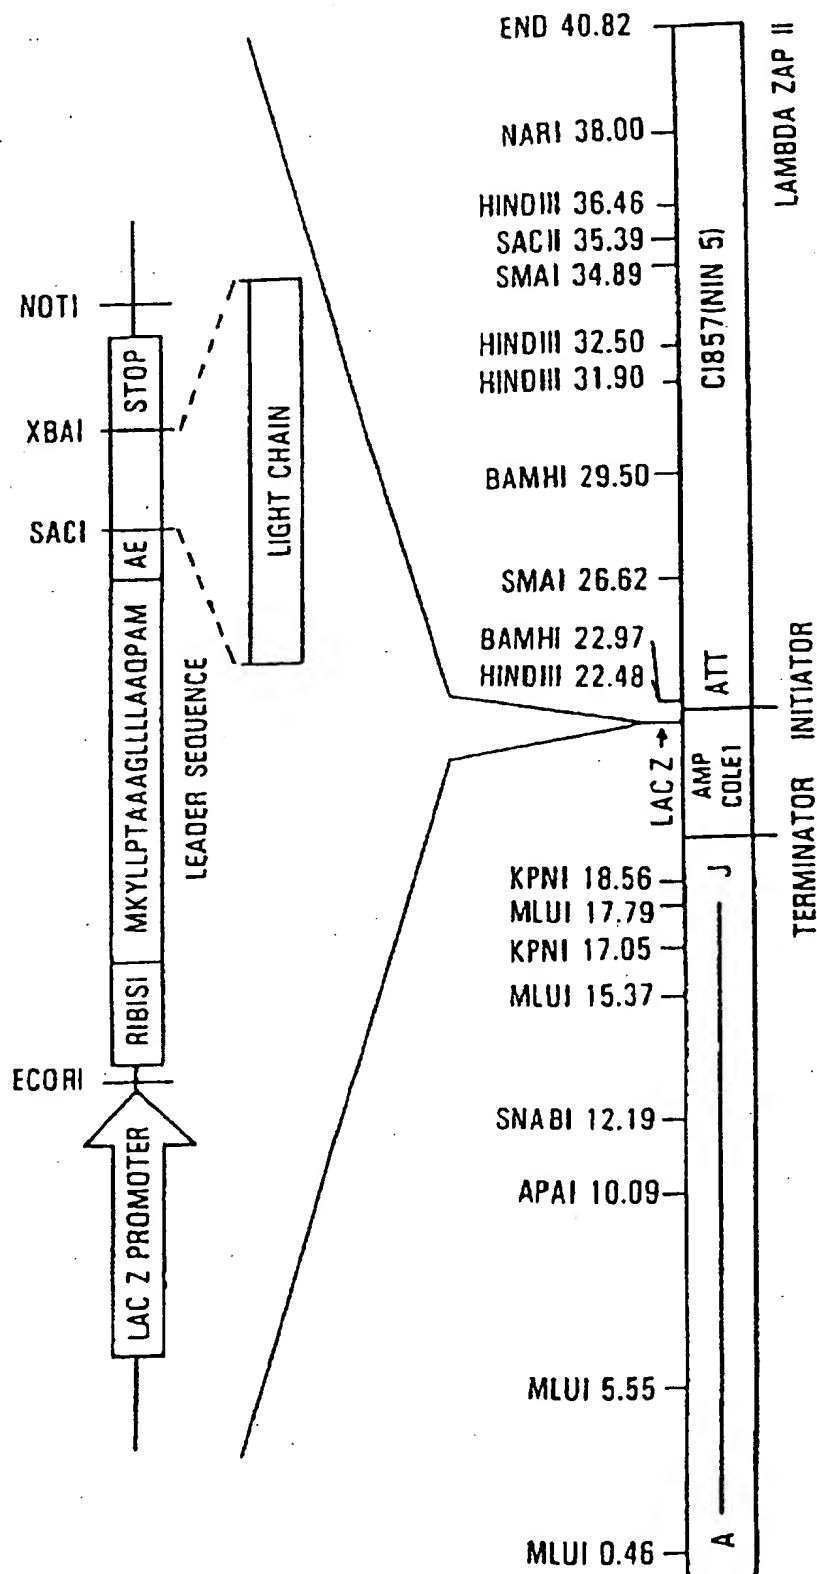 NOTI
STOP
XBAI
SACI
AE
MKYLLPTAAAGLLLLAAQPAM
LEADER SEQUENCE
RIBISI
ECORI
LAC Z PROMOTER
LIGHT CHAIN
END 40.82
NARI 38.00
HINDIII 36.46
SACII 35.39
SMAI 34.89
HINDIII 32.50
HINDIII 31.90
BAMHI 29.50
SMAI 26.62
BAMHI 22.97
HINDIII 22.48
LAC Z
KPNI 18.56
MLUI 17.79
KPNI 17.05
MLUI 15.37
SNABI 12.19
APAI 10.09
MLUI 5.55
MLUI 0.46
CI857(NIN 5)
ATT
AMP
COLE1
J
A
LAMBDA ZAP II
INITIATOR
TERMINATOR